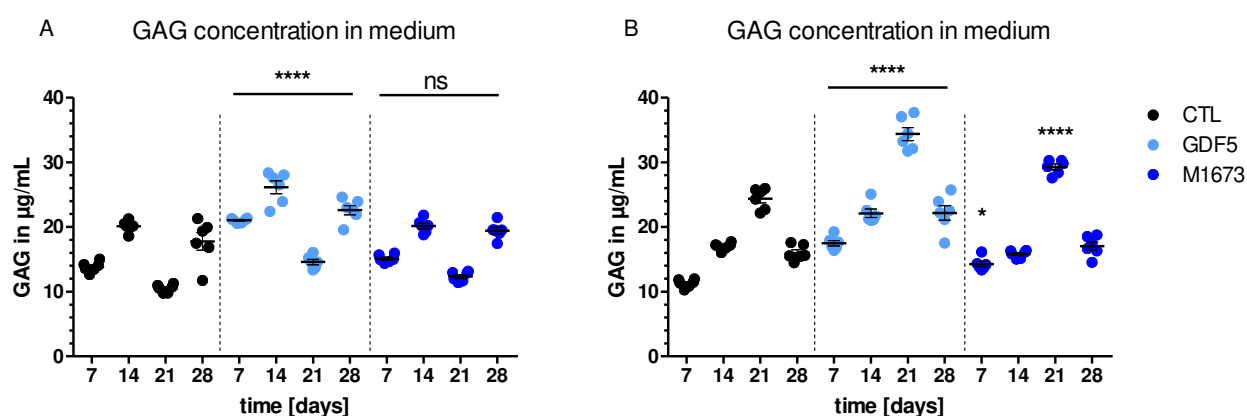 A GAG concentration in medium
**** ns
GAG in µg/mL
40
30
20
10
0
7 14 21 28 7 14 21 28 7 14 21 28
time [days]
B GAG concentration in medium
****
****
*
GAG in µg/mL
40
30
20
10
0
7 14 21 28 7 14 21 28 7 14 21 28
time [days]
CTL
GDF5
M1673